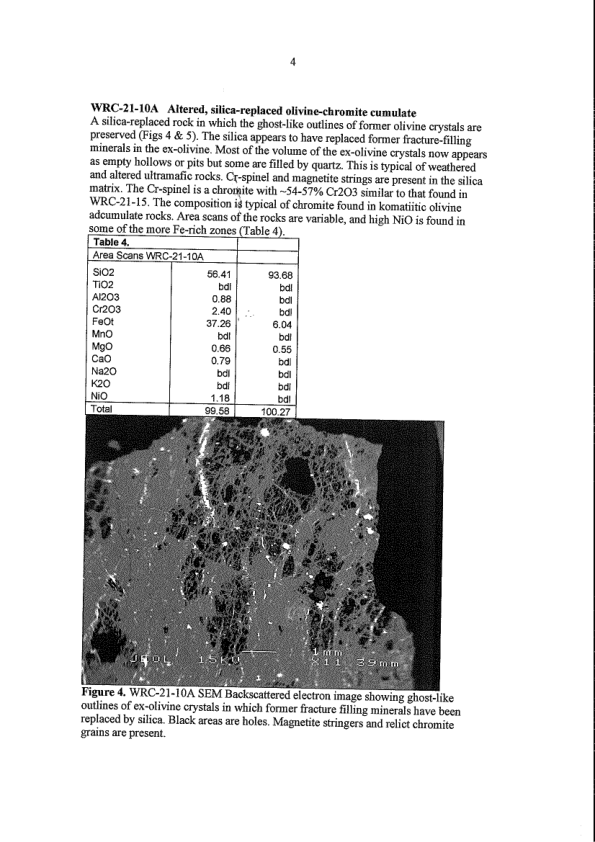 4
WRC-21-10A Altered, silica-replaced olivine-chromite cumulate
A silica-replaced rock in which the ghost-like outlines of former olivine crystals are
preserved (Figs 4 & 5). The silica appears to have replaced former fracture-filling
minerals in the ex-olivine. Most of the volume of the ex-olivine crystals now appears
as empty hollows or pits but some are filled by quartz. This is typical of weathered
and altered ultramafic rocks. Cr-spinel and magnetite strings are present in the silica
matrix. The Cr-spinel is a chromite with ~54-57% Cr2O3 similar to that found in
WRC-21-15. The composition is typical of chromite found in komatiitic olivine
adcumulate rocks. Area scans of the rocks are variable, and high NiO is found in
some of the more Fe-rich zones (Table 4).
Table 4.
Area Scans WRC-21-10A
SiO2 56.41 93.68
TiO2 bdl bdl
Al2O3 0.88 bdl
Cr2O3 2.40 bdl
FeOt 37.26 6.04
MnO bdl bdl
MgO 0.66 0.55
CaO 0.79 bdl
Na2O bdl bdl
K2O bdl bdl
NiO 1.18 bdl
Total 99.58 100.27
JEOL 15KU 1mm
X11 39mm
Figure 4. WRC-21-10A SEM Backscattered electron image showing ghost-like
outlines of ex-olivine crystals in which former fracture filling minerals have been
replaced by silica. Black areas are holes. Magnetite stringers and relict chromite
grains are present.